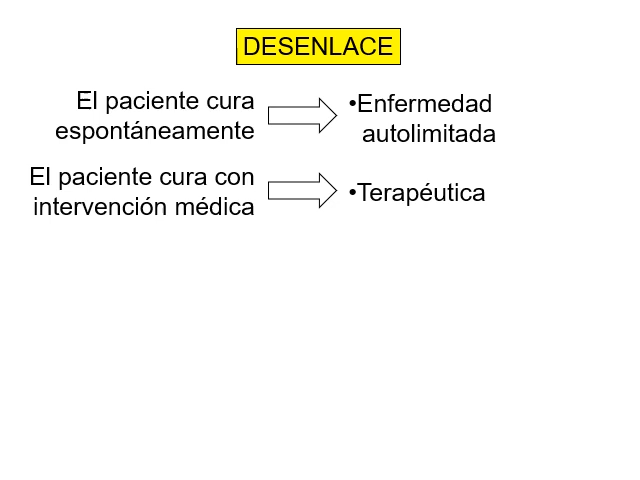 DESENLACE
El paciente cura
espontáneamente
•Enfermedad
autolimitada
El paciente cura con
intervención médica
•Terapéutica